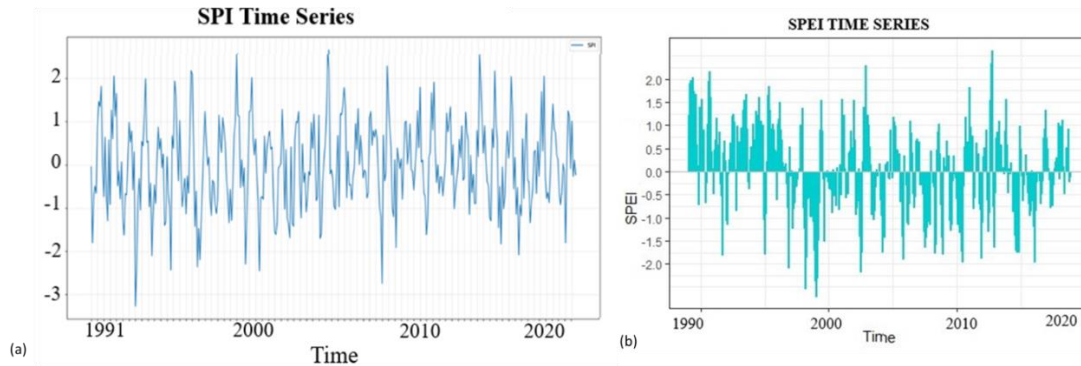 SPI Time Series
SPI
2
1
0
-1
-2
-3
1991 2000 2010 2020
Time
(a)
SPEI TIME SERIES
SPEI
2.0
1.5
1.0
0.5
0.0
-0.5
-1.0
-1.5
-2.0
1990 2000 2010 2020
Time
(b)